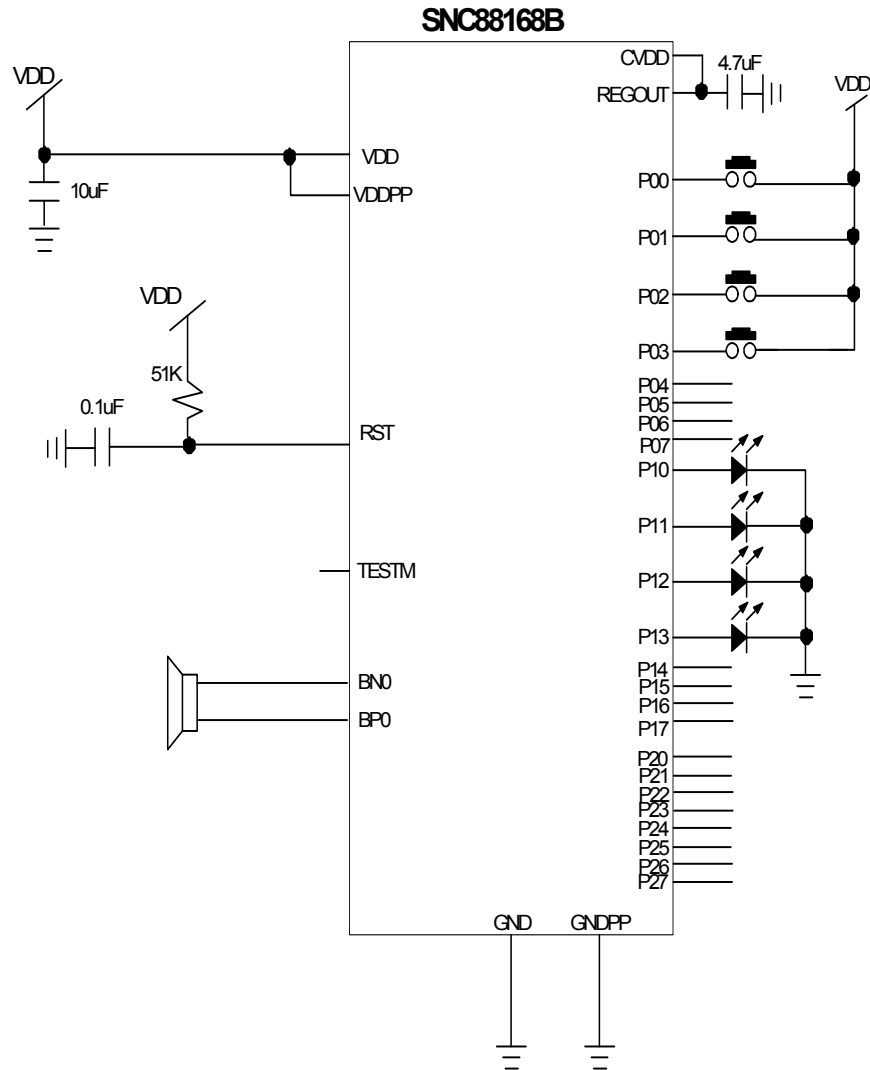 SNC88168B
VDD
10uF
VDD
VDDPP
VDD
51K
0.1uF
RST
TESTM
BN0
BP0
CVDD
REGOUT
4.7uF
VDD
P00
P01
P02
P03
P04
P05
P06
P07
P10
P11
P12
P13
P14
P15
P16
P17
P20
P21
P22
P23
P24
P25
P26
P27
GND
GNDPP